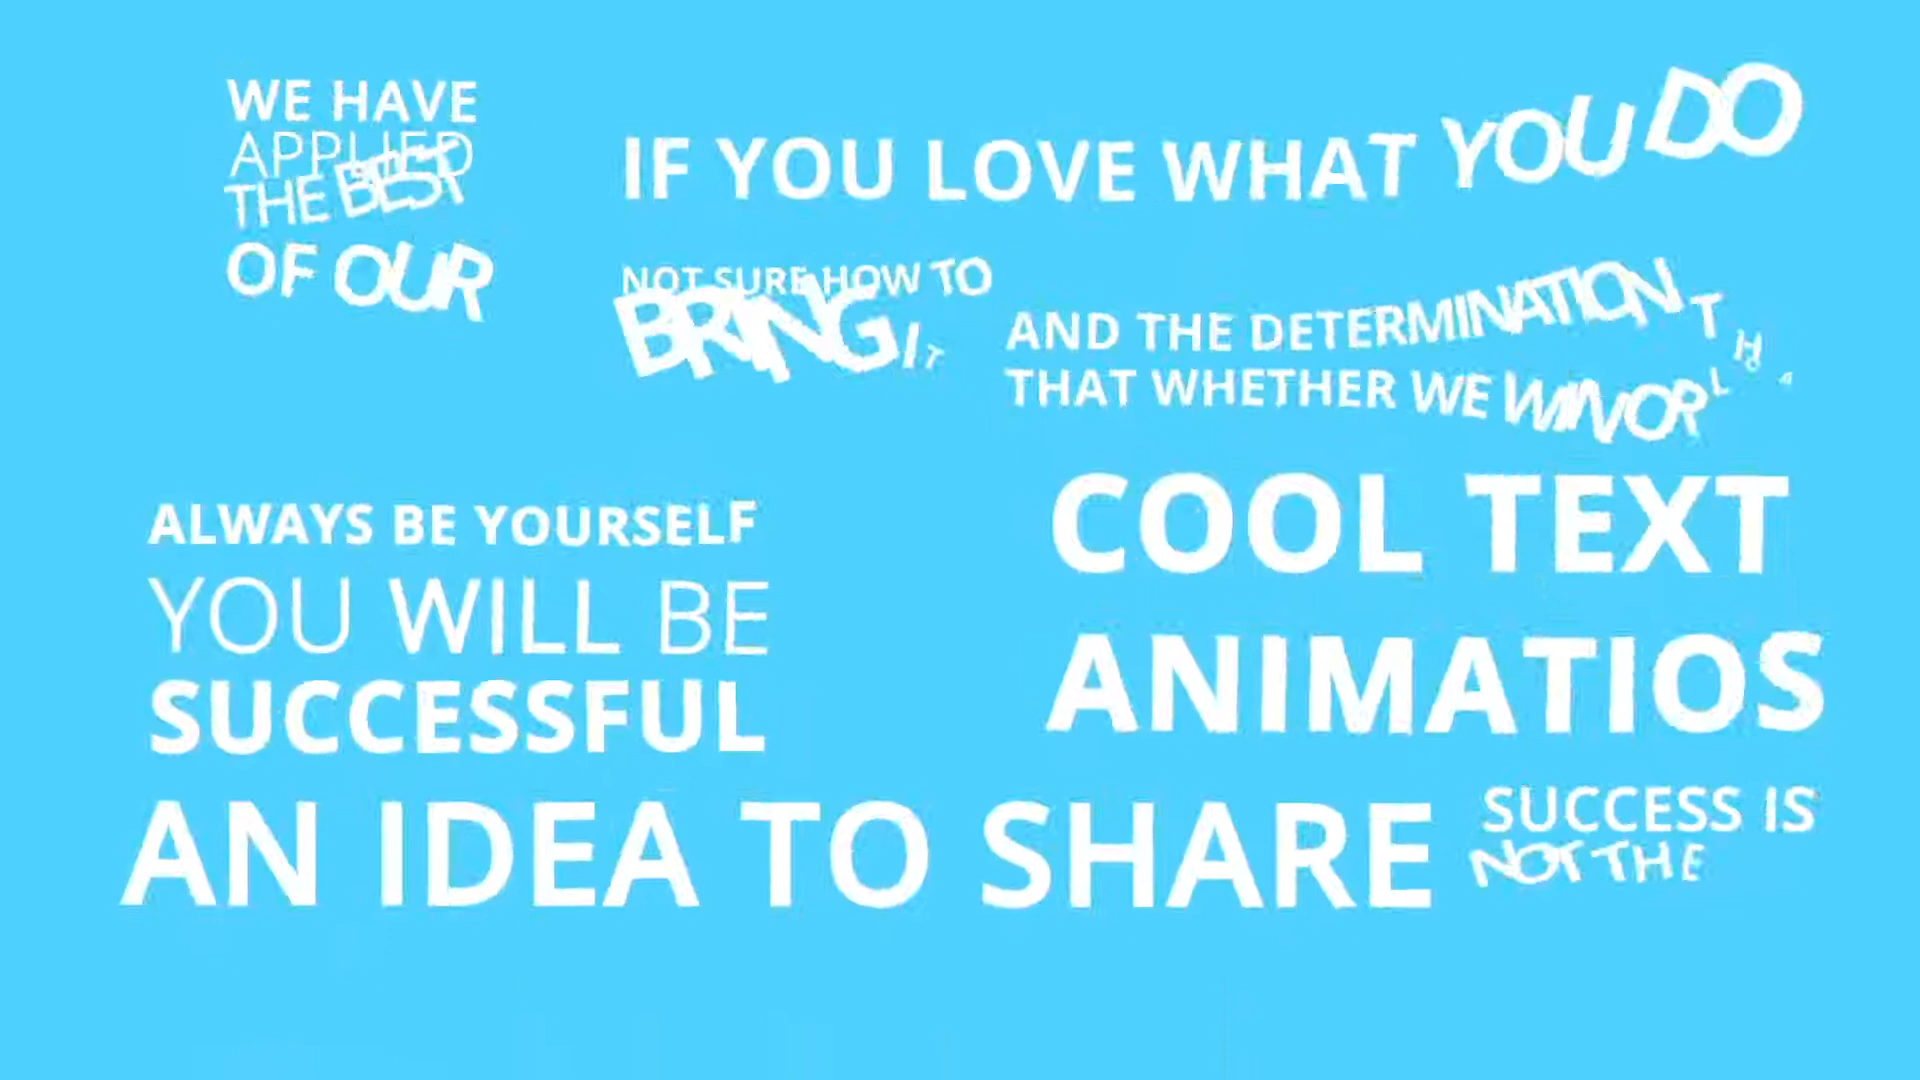 WE HAVE
APPLIED
THE BEST
OF OUR
IF YOU LOVE WHAT YOU DO
NOT SURE HOW TO
BRING IT
AND THE DETERMINATION TH
THAT WHETHER WE WIN OR L
ALWAYS BE YOURSELF
YOU WILL BE
SUCCESSFUL
COOL TEXT
ANIMATIOS
AN IDEA TO SHARE
SUCCESS IS
NOT THE